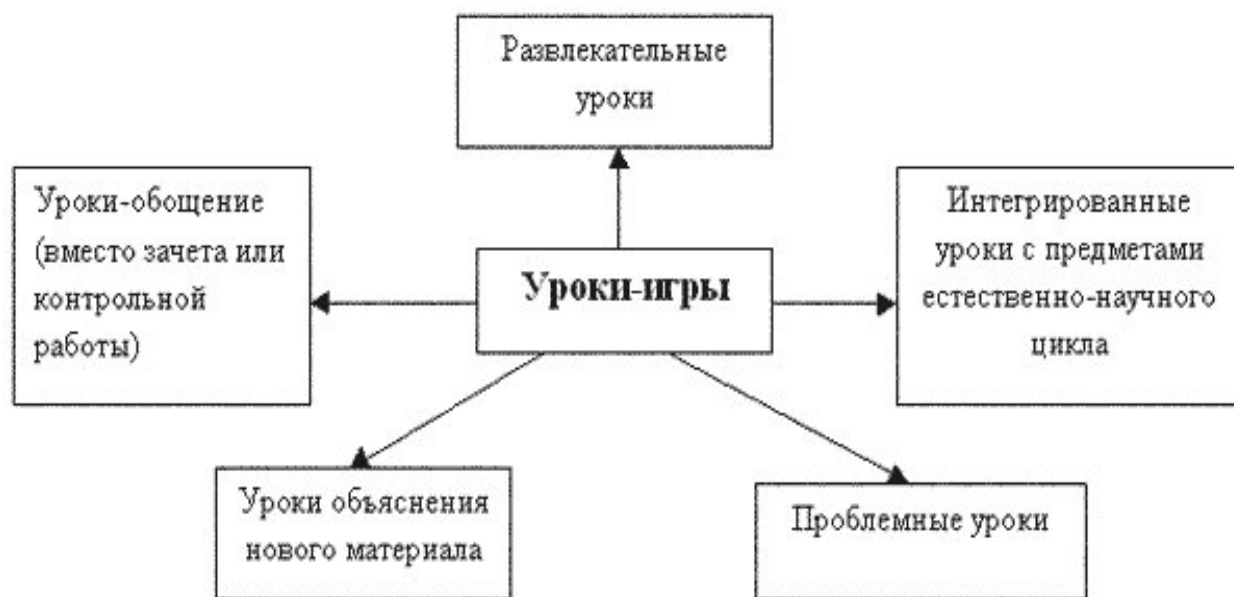 Развлекательные
уроки
Уроки-обощение
(вместо зачета или
контрольной
работы)
Уроки-игры
Интегрированные
уроки с предметами
естественно-научного
цикла
Уроки объяснения
нового материала
Проблемные уроки